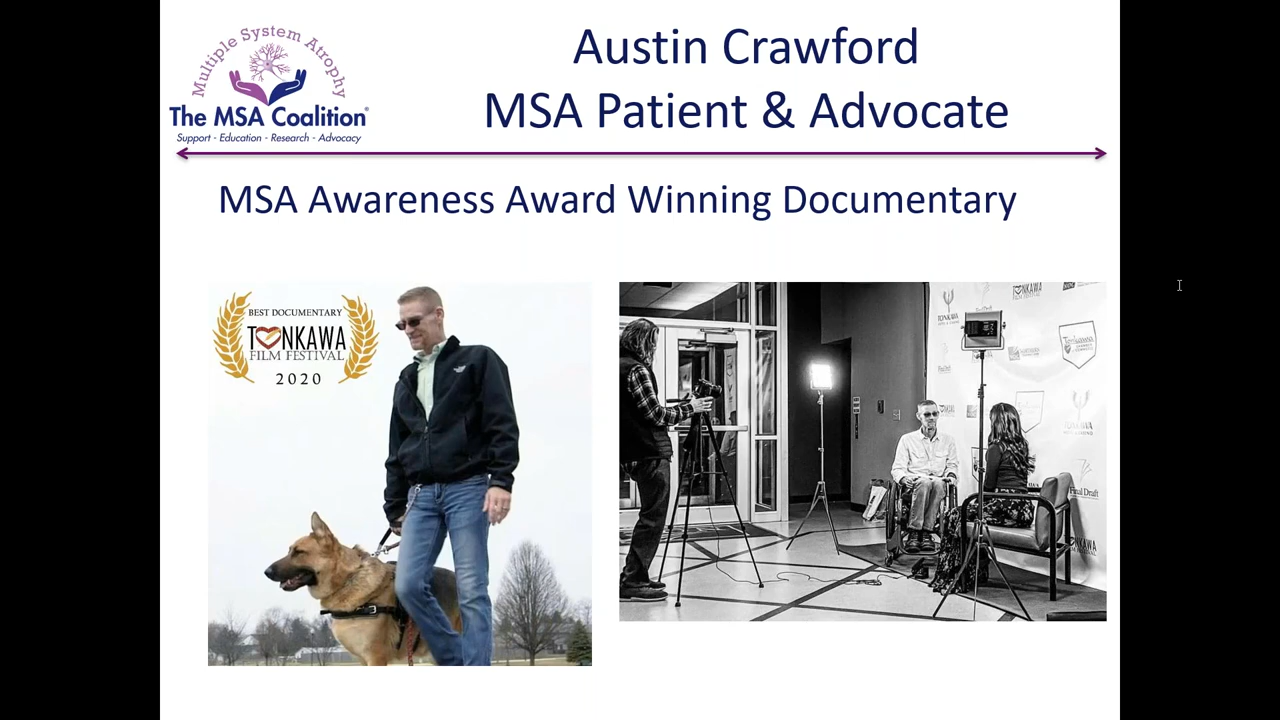 Multiple System Atrophy
The MSA Coalition®
Support - Education - Research - Advocacy
Austin Crawford
MSA Patient & Advocate
MSA Awareness Award Winning Documentary
BEST DOCUMENTARY
TONKAWA
FILM FESTIVAL
2020
TONKAWA
Final Draft
TONKAWA